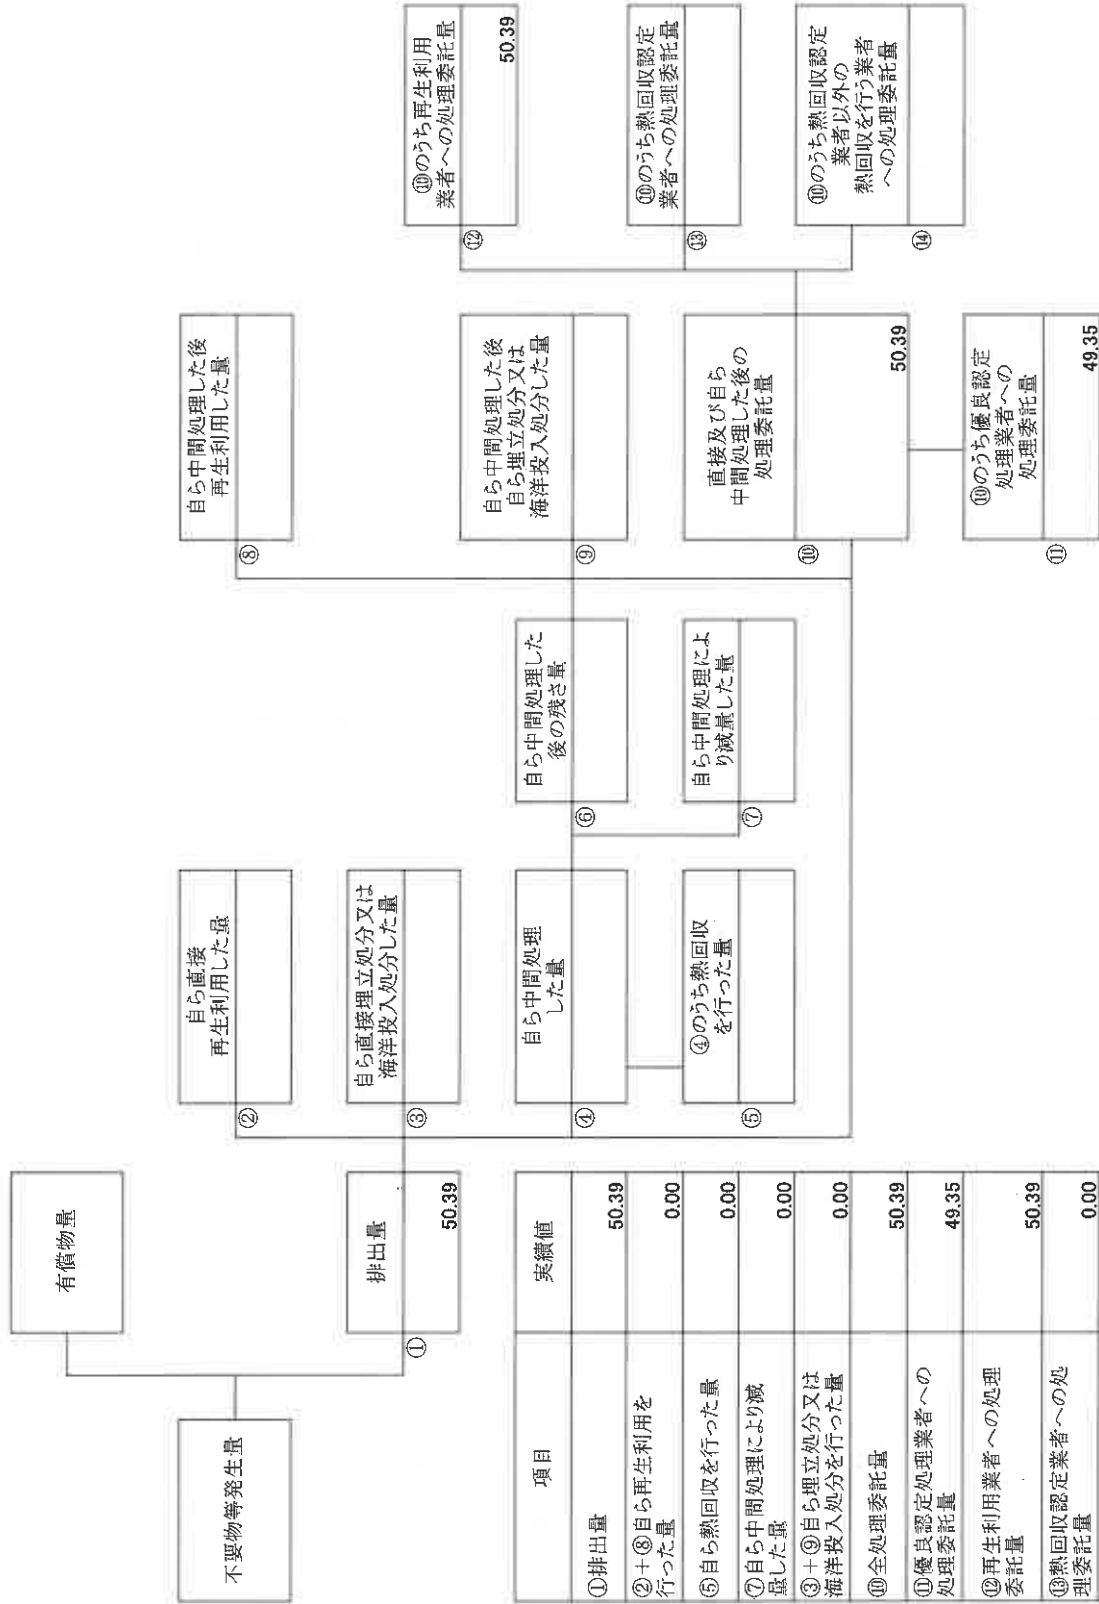 不要物等発生量
有償物量
排出量
①
50.39
自ら直接
再生利用した量
②
自ら直接埋立処分又は
海洋投入処分した量
③
自ら中間処理
した量
④
④のうち熱回収
を行った量
⑤
自ら中間処理した
後の残さ量
⑥
自ら中間処理によ
り減量した量
⑦
自ら中間処理した後
再生利用した量
⑧
自ら中間処理した後
自ら埋立処分又は
海洋投入処分した量
⑨
直接及び自ら
中間処理した後の
処理委託量
⑩
50.39
⑩のうち優良認定
処理業者への
処理委託量
⑪
49.35
⑩のうち再生利用
業者への処理委託量
⑫
50.39
⑩のうち熱回収認定
業者への処理委託量
⑬
⑩のうち熱回収認定
業者以外の
熱回収を行う業者
への処理委託量
⑭
項目 実績値
①排出量 50.39
②+⑧自ら再生利用を
行った量 0.00
⑤自ら熱回収を行った量 0.00
⑦自ら中間処理により減
量した量 0.00
③+⑨自ら埋立処分又は
海洋投入処分を行った量 0.00
⑩全処理委託量 50.39
⑪優良認定処理業者への
処理委託量 49.35
⑫再生利用業者への処理
委託量 50.39
⑬熱回収認定業者への処
理委託量 0.00